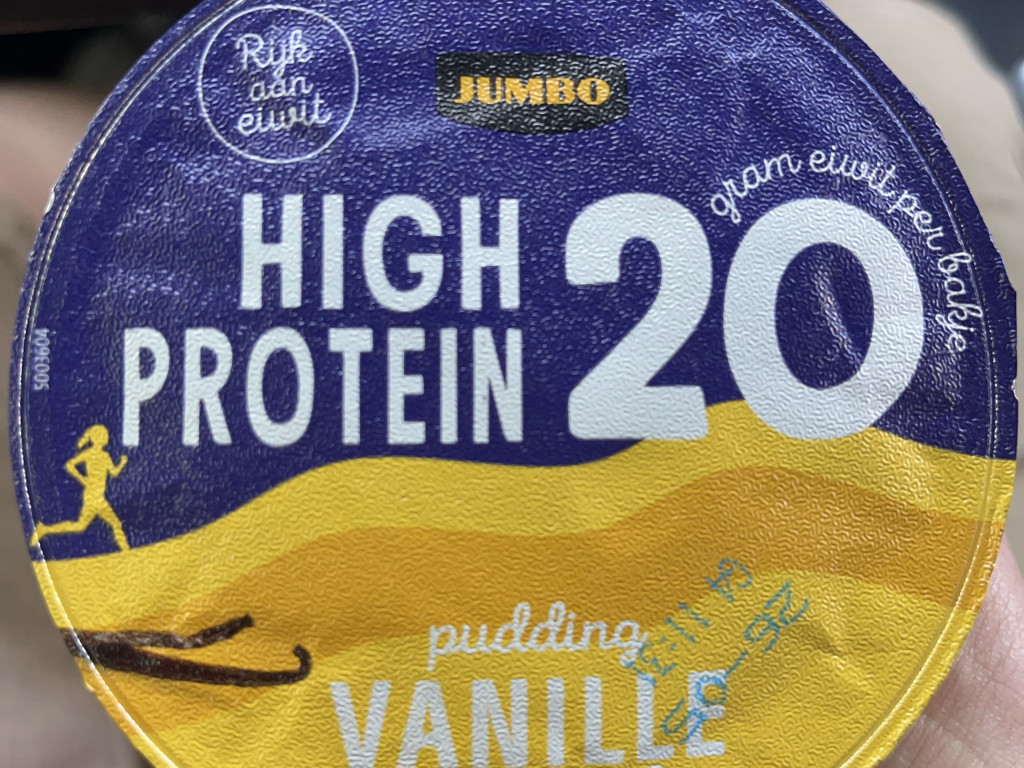 Rijk
aan
eiwit
JUMBO
gram eiwit per bakje
HIGH
PROTEIN
20
5003604
pudding
VANILLE